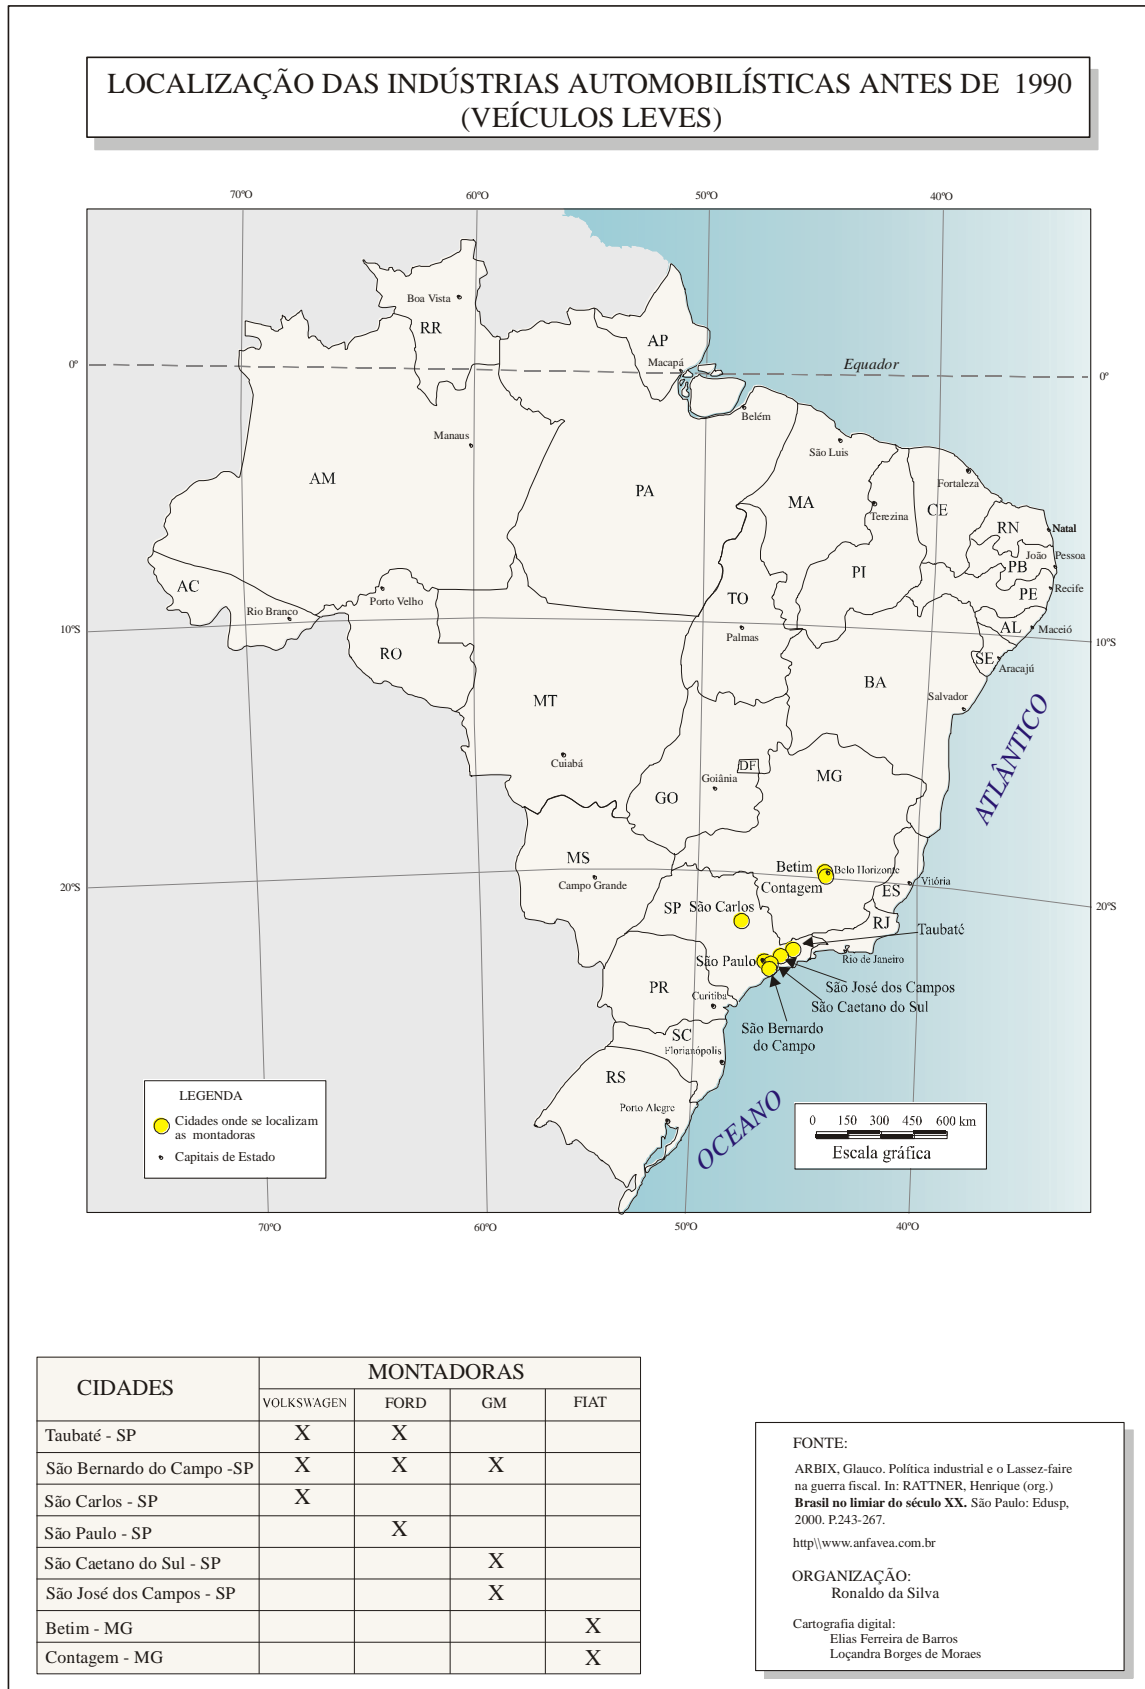 LOCALIZAÇÃO DAS INDÚSTRIAS AUTOMOBILÍSTICAS ANTES DE 1990
(VEÍCULOS LEVES)
70ºO 60ºO 50ºO 40ºO
Boa Vista
RR
AP
Macapá
0º
Equador
0º
Belém
Manaus
São Luis
AM
PA
MA
Terezina
Fortaleza
CE
RN
Natal
João Pessoa
PB
PI
AC
Porto Velho
Rio Branco
TO
PE
Recife
AL
Maceió
10ºS
Palmas
10ºS
RO
SE
Aracajú
BA
MT
Salvador
Cuiabá
DF
Goiânia
GO
MG
ATLÂNTICO
MS
Campo Grande
Betim
Belo Horizonte
Contagem
Vitória
ES
20ºS
20ºS
SP
São Carlos
RJ
Taubaté
São Paulo
Rio de Janeiro
PR
São José dos Campos
Curitiba
São Caetano do Sul
São Bernardo
do Campo
SC
Florianópolis
RS
Porto Alegre
OCEANO
LEGENDA
Cidades onde se localizam
as montadoras
Capitais de Estado
0 150 300 450 600 km
Escala gráfica
70ºO 60ºO 50ºO 40ºO
CIDADES MONTADORAS
VOLKSWAGEN FORD GM FIAT
Taubaté - SP X X
São Bernardo do Campo -SP X X X
São Carlos - SP X
São Paulo - SP X
São Caetano do Sul - SP X
São José dos Campos - SP X
Betim - MG X
Contagem - MG X
FONTE:
ARBIX, Glauco. Política industrial e o Lassez-faire
na guerra fiscal. In: RATTNER, Henrique (org.)
Brasil no limiar do século XX. São Paulo: Edusp,
2000. P.243-267.
http\\www.anfavea.com.br
ORGANIZAÇÃO:
Ronaldo da Silva
Cartografia digital:
Elias Ferreira de Barros
Loçandra Borges de Moraes